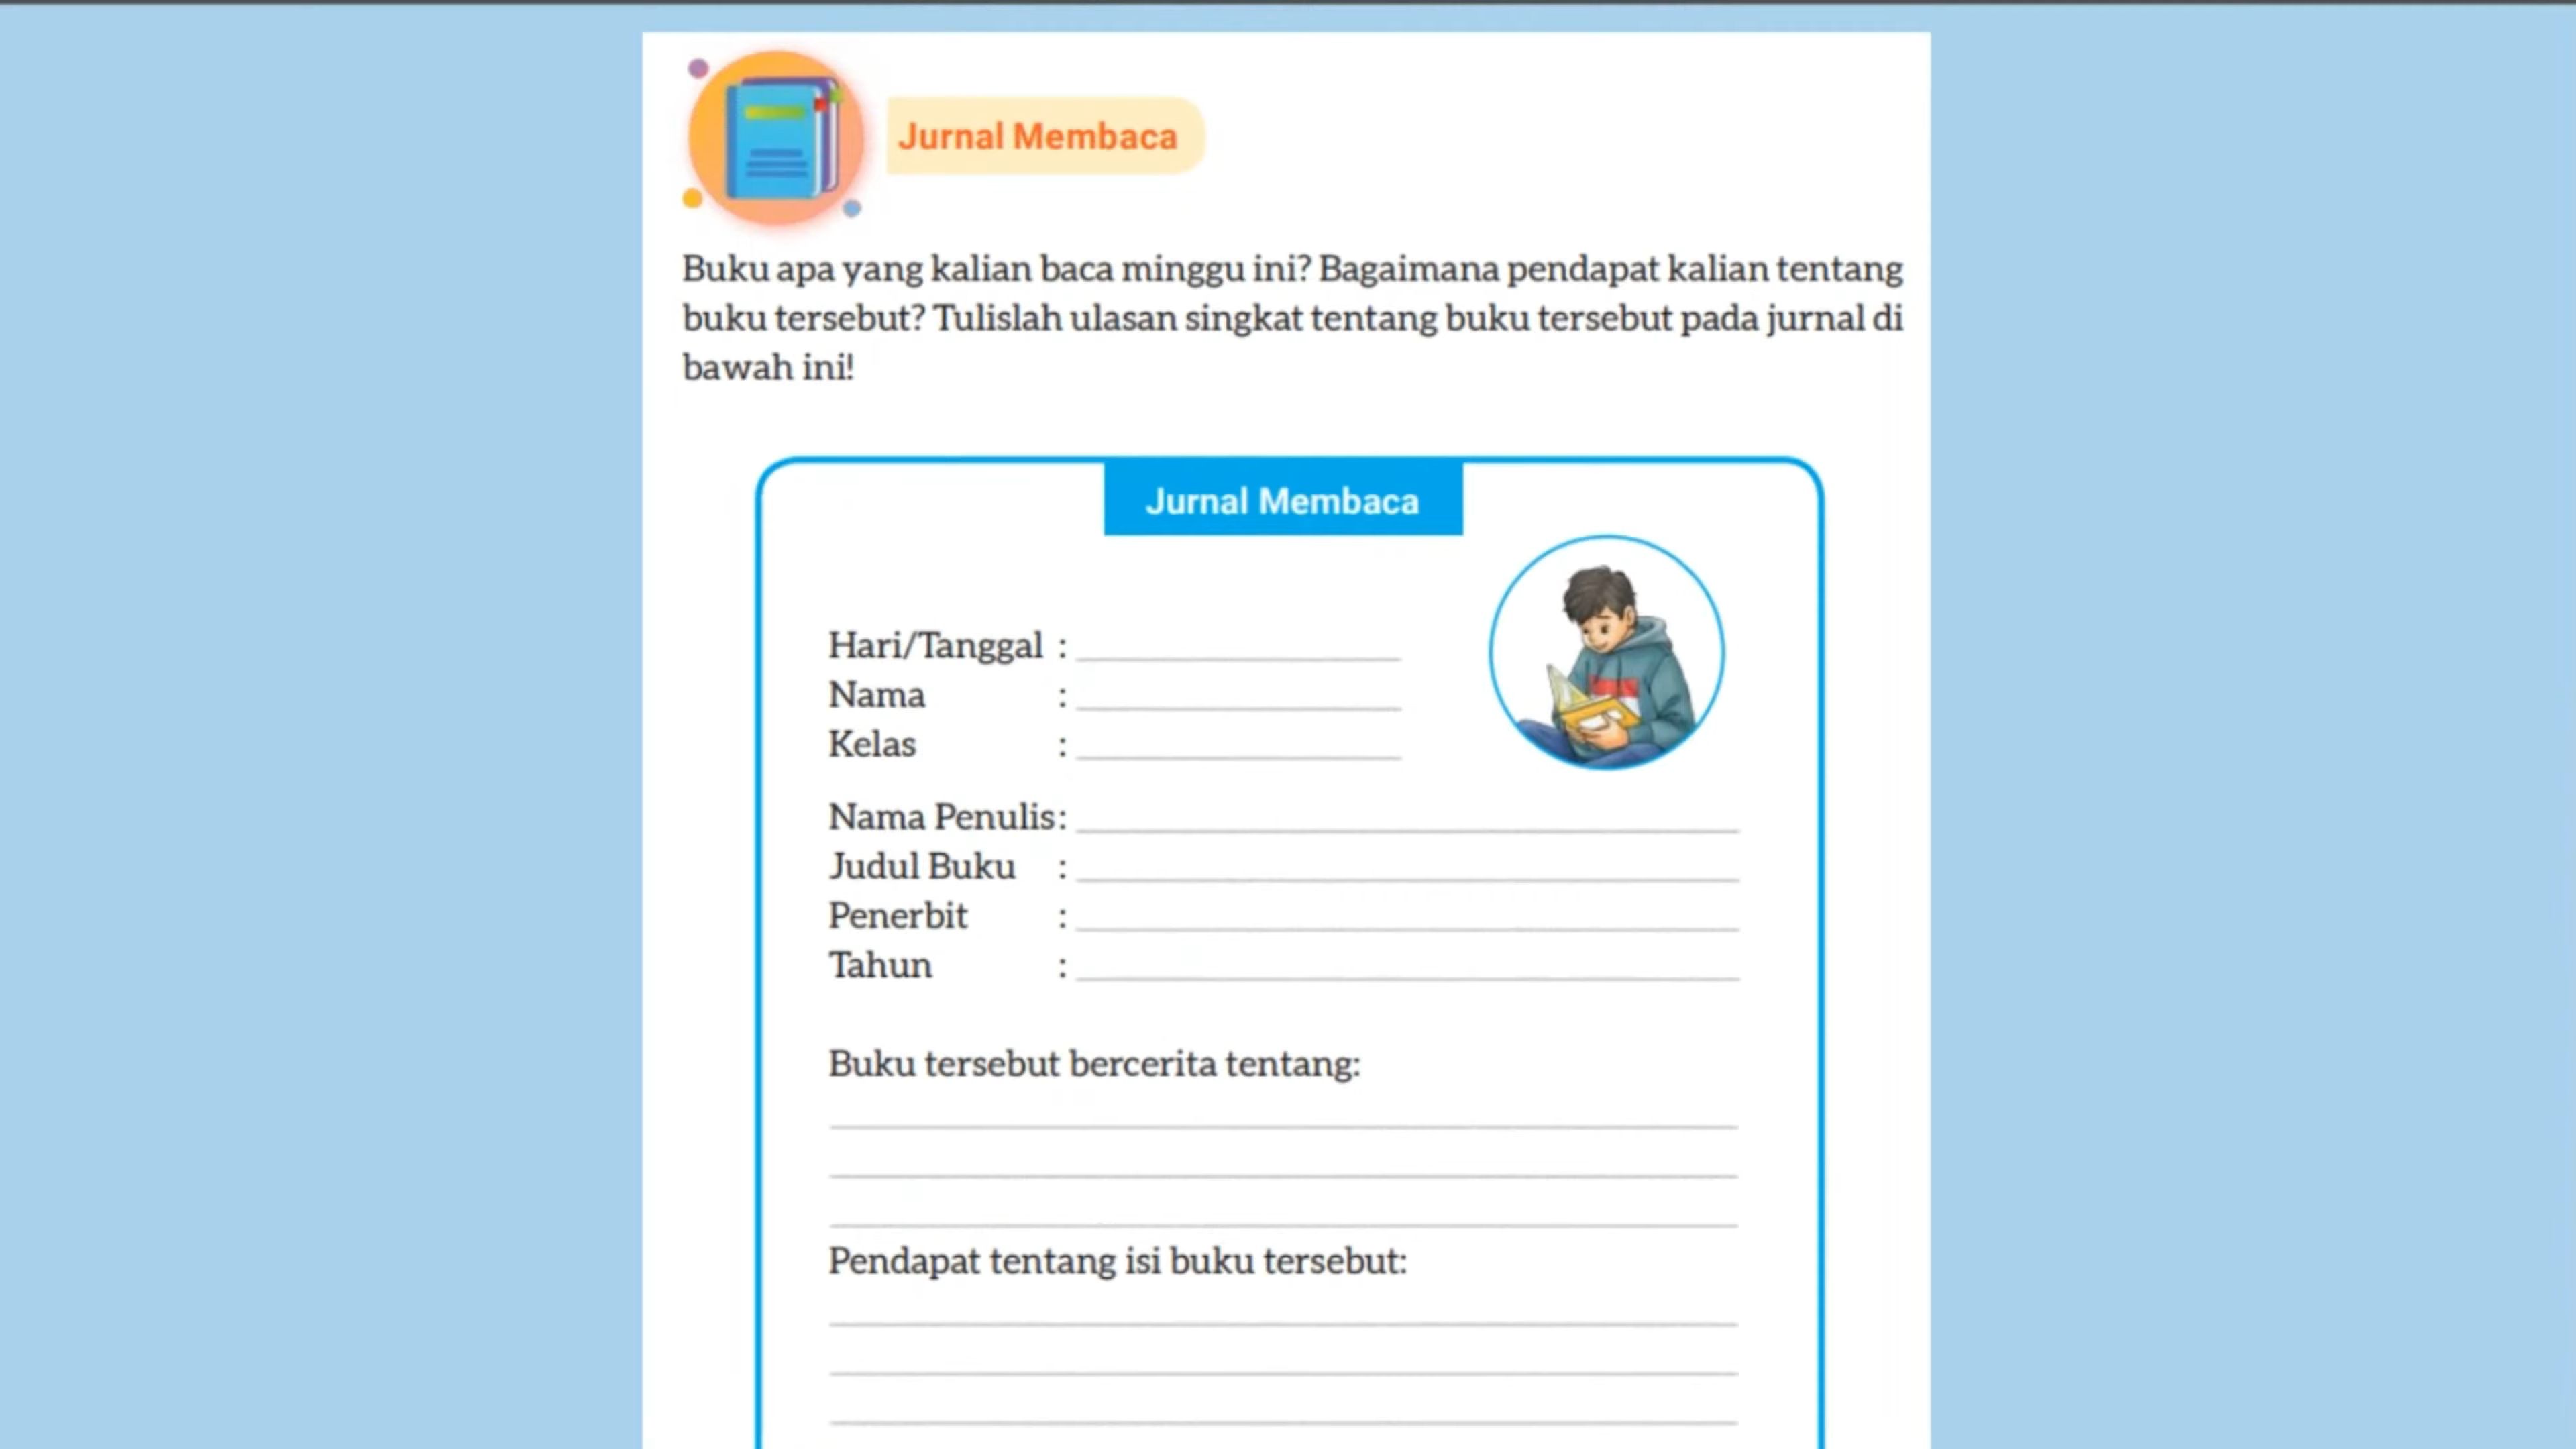 Jurnal Membaca
Buku apa yang kalian baca minggu ini? Bagaimana pendapat kalian tentang
buku tersebut? Tulislah ulasan singkat tentang buku tersebut pada jurnal di
bawah ini!
Jurnal Membaca
Hari/Tanggal :
Nama :
Kelas :
Nama Penulis:
Judul Buku :
Penerbit :
Tahun :
Buku tersebut bercerita tentang:
Pendapat tentang isi buku tersebut: